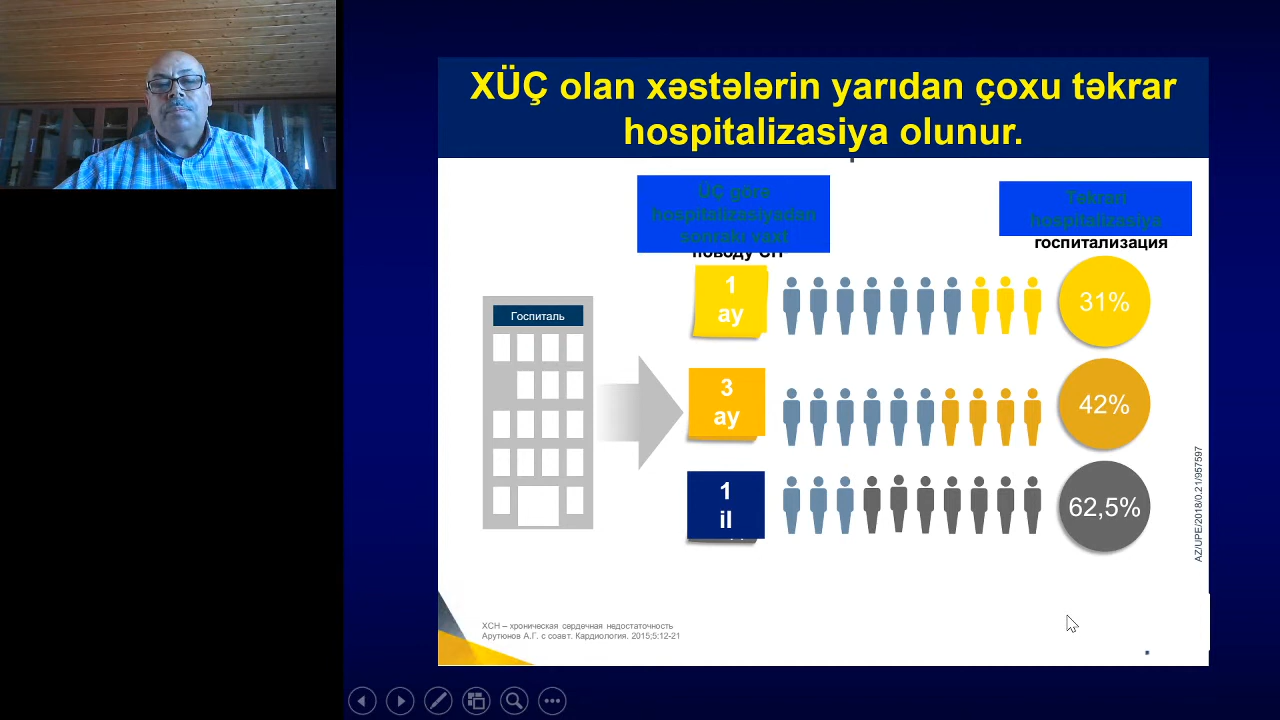 XÜÇ olan xəstələrin yarıdan çoxu təkrar
hospitalizasiya olunur.
ÜÇ görə
hospitalizasiyadan
sonrakı vaxt
поводу СН
Təkrarı
hospitalizasiya
госпитализация
Госпиталь
1
ay
31%
3
ay
42%
1
il
62,5%
AZ/UPE/2018/0.21/957597
ХСН – хроническая сердечная недостаточность
Арутюнов А.Г. с соавт. Кардиология. 2015;5:12-21